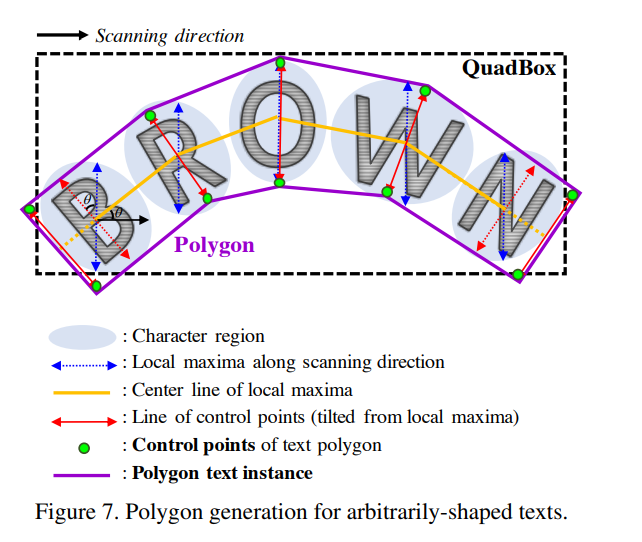 Scanning direction
QuadBox
BROWN
θ
θ
Polygon
: Character region
: Local maxima along scanning direction
: Center line of local maxima
: Line of control points (tilted from local maxima)
: Control points of text polygon
: Polygon text instance
Figure 7. Polygon generation for arbitrarily-shaped texts.